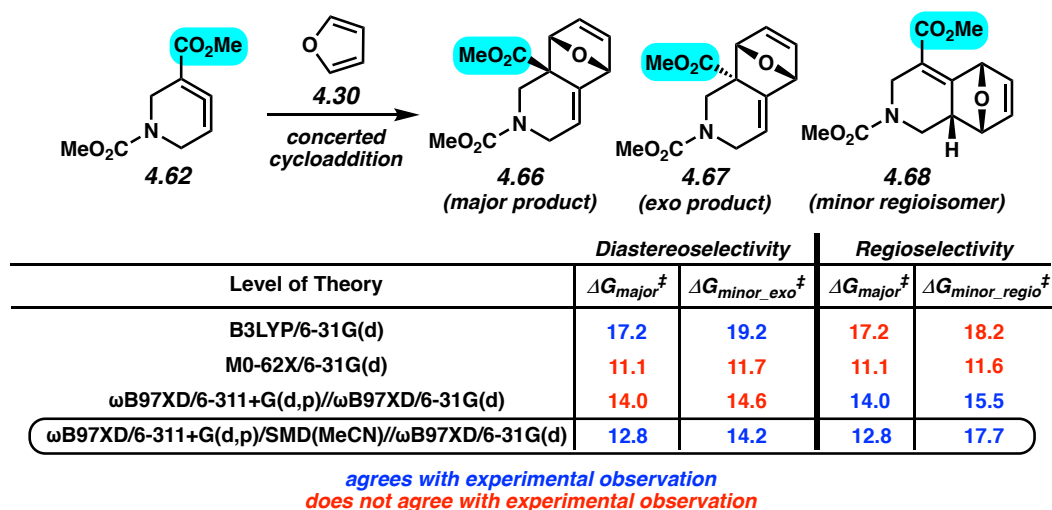 CO2Me
O
N
MeO2C
4.62
4.30
concerted
cycloaddition
MeO2C
O
N
MeO2C
4.66
(major product)
MeO2C
O
N
MeO2C
4.67
(exo product)
CO2Me
O
N
MeO2C
H
4.68
(minor regioisomer)
Diastereoselectivity Regioselectivity
Level of Theory ΔGmajor‡ ΔGminor_exo‡ ΔGmajor‡ ΔGminor_regio‡
B3LYP/6-31G(d) 17.2 19.2 17.2 18.2
M0-62X/6-31G(d) 11.1 11.7 11.1 11.6
ωB97XD/6-311+G(d,p)//ωB97XD/6-31G(d) 14.0 14.6 14.0 15.5
ωB97XD/6-311+G(d,p)/SMD(MeCN)//ωB97XD/6-31G(d) 12.8 14.2 12.8 17.7
agrees with experimental observation
does not agree with experimental observation